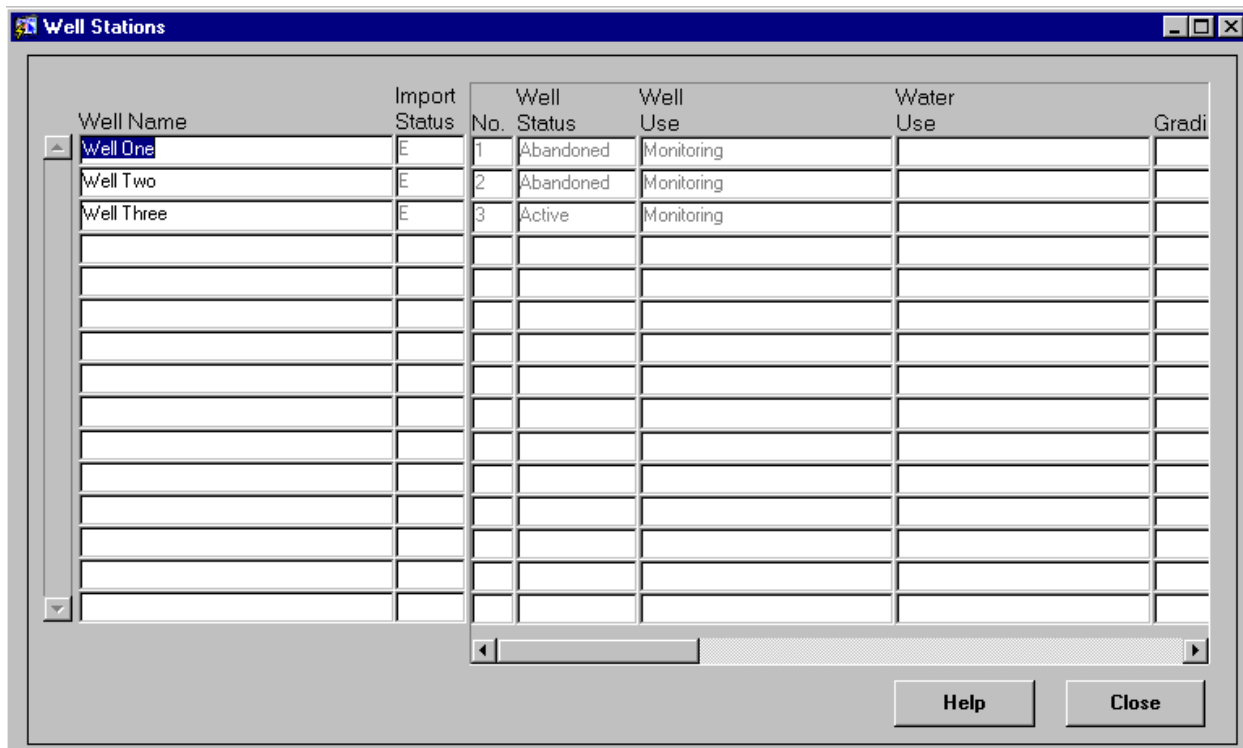 Well Stations
Import Well Well Water
Well Name Status No. Status Use Use Gradi
Well One E 1 Abandoned Monitoring
Well Two E 2 Abandoned Monitoring
Well Three E 3 Active Monitoring
Help Close